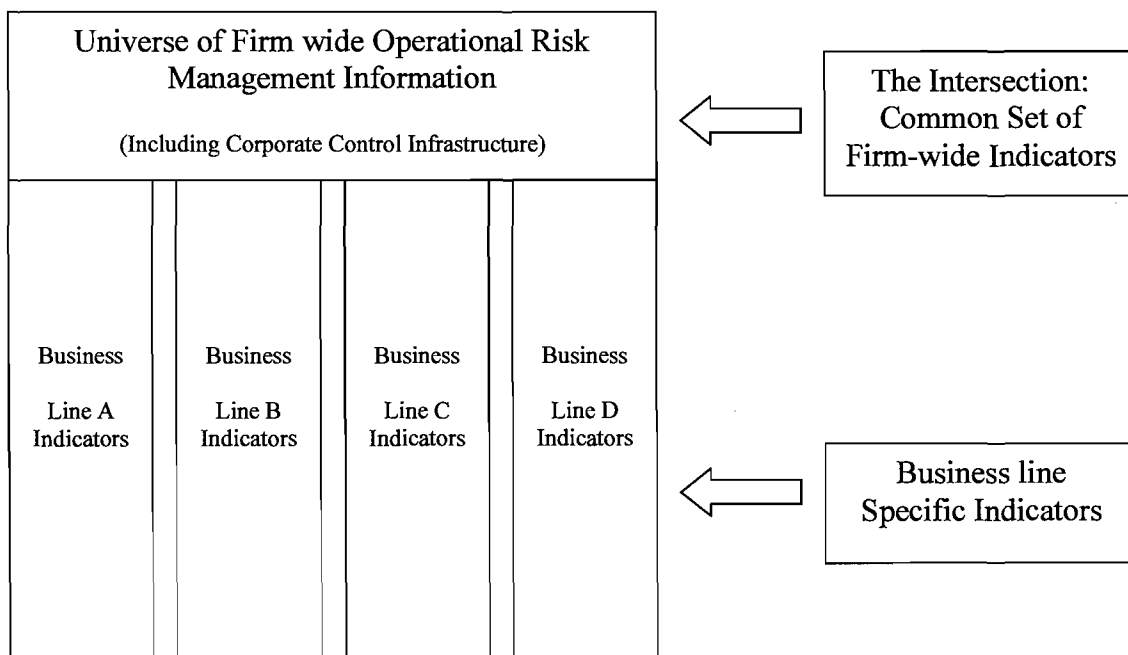 Universe of Firm wide Operational Risk
Management Information
(Including Corporate Control Infrastructure)
The Intersection:
Common Set of
Firm-wide Indicators
Business
Line A
Indicators
Business
Line B
Indicators
Business
Line C
Indicators
Business
Line D
Indicators
Business line
Specific Indicators